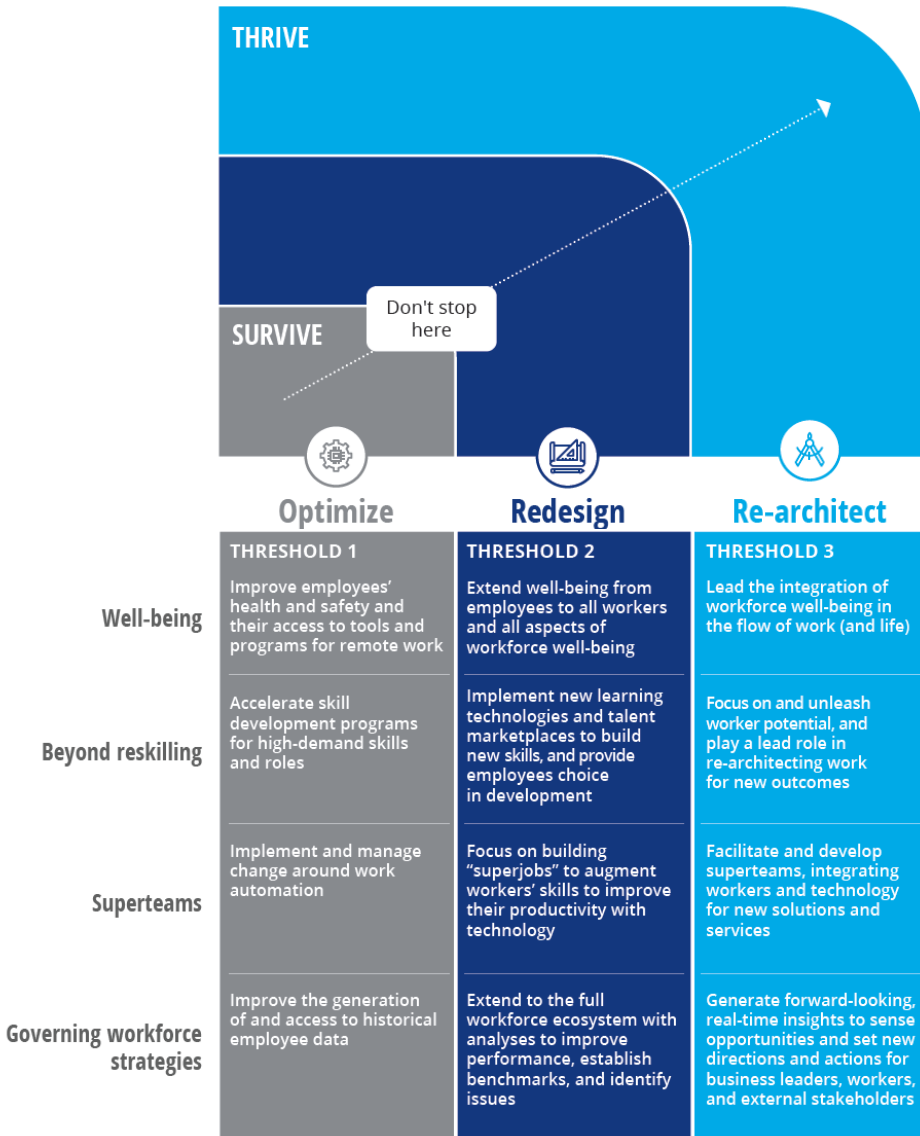 THRIVE
Don't stop
here
SURVIVE
Optimize
Redesign
Re-architect
THRESHOLD 1
THRESHOLD 2
THRESHOLD 3
Well-being
Improve employees’
health and safety and
their access to tools and
programs for remote work
Extend well-being from
employees to all workers
and all aspects of
workforce well-being
Lead the integration of
workforce well-being in
the flow of work (and life)
Beyond reskilling
Accelerate skill
development programs
for high-demand skills
and roles
Implement new learning
technologies and talent
marketplaces to build
new skills, and provide
employees choice
in development
Focus on and unleash
worker potential, and
play a lead role in
re-architecting work
for new outcomes
Superteams
Implement and manage
change around work
automation
Focus on building
“superjobs” to augment
workers’ skills to improve
their productivity with
technology
Facilitate and develop
superteams, integrating
workers and technology
for new solutions and
services
Governing workforce
strategies
Improve the generation
of and access to historical
employee data
Extend to the full
workforce ecosystem with
analyses to improve
performance, establish
benchmarks, and identify
issues
Generate forward-looking,
real-time insights to sense
opportunities and set new
directions and actions for
business leaders, workers,
and external stakeholders